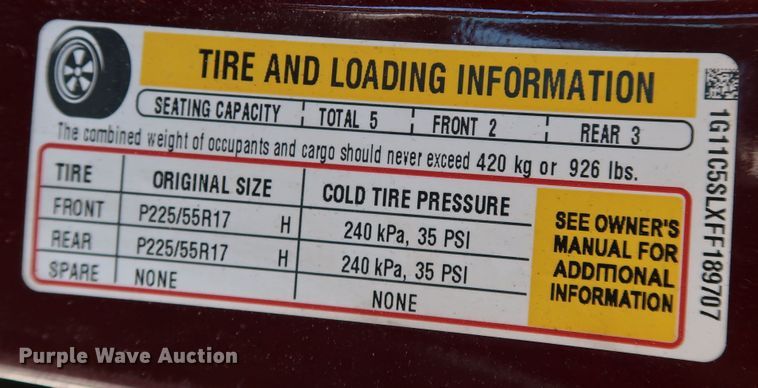 TIRE AND LOADING INFORMATION
SEATING CAPACITY TOTAL 5 FRONT 2 REAR 3
The combined weight of occupants and cargo should never exceed 420 kg or 926 lbs.
TIRE ORIGINAL SIZE COLD TIRE PRESSURE
FRONT P225/55R17 H 240 kPa, 35 PSI
REAR P225/55R17 H 240 kPa, 35 PSI
SPARE NONE NONE
SEE OWNER'S
MANUAL FOR
ADDITIONAL
INFORMATION
1G11C5SLXFF189707
Purple Wave Auction